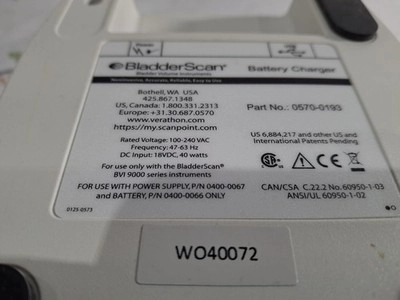 BladderScan®
Bladder Volume Instruments
Noninvasive, Accurate, Reliable, Easy to Use
Battery Charger
Bothell, WA USA
425.867.1348
US, Canada: 1.800.331.2313
Europe: +31.30.687.0570
www.verathon.com
https://my.scanpoint.com
Part No.: 0570-0193
Rated Voltage: 100-240 VAC
Frequency: 47-63 Hz
DC Input: 18VDC, 40 watts
US 6,884,217 and other US and
International Patents Pending
For use only with the BladderScan®
BVI 9000 series instruments
FOR USE WITH POWER SUPPLY, P/N 0400-0067
and BATTERY, P/N 0400-0066 ONLY
CAN/CSA C.22.2 No. 60950-1-03
ANSI/UL 60950-1-02
0125-0573
WO40072